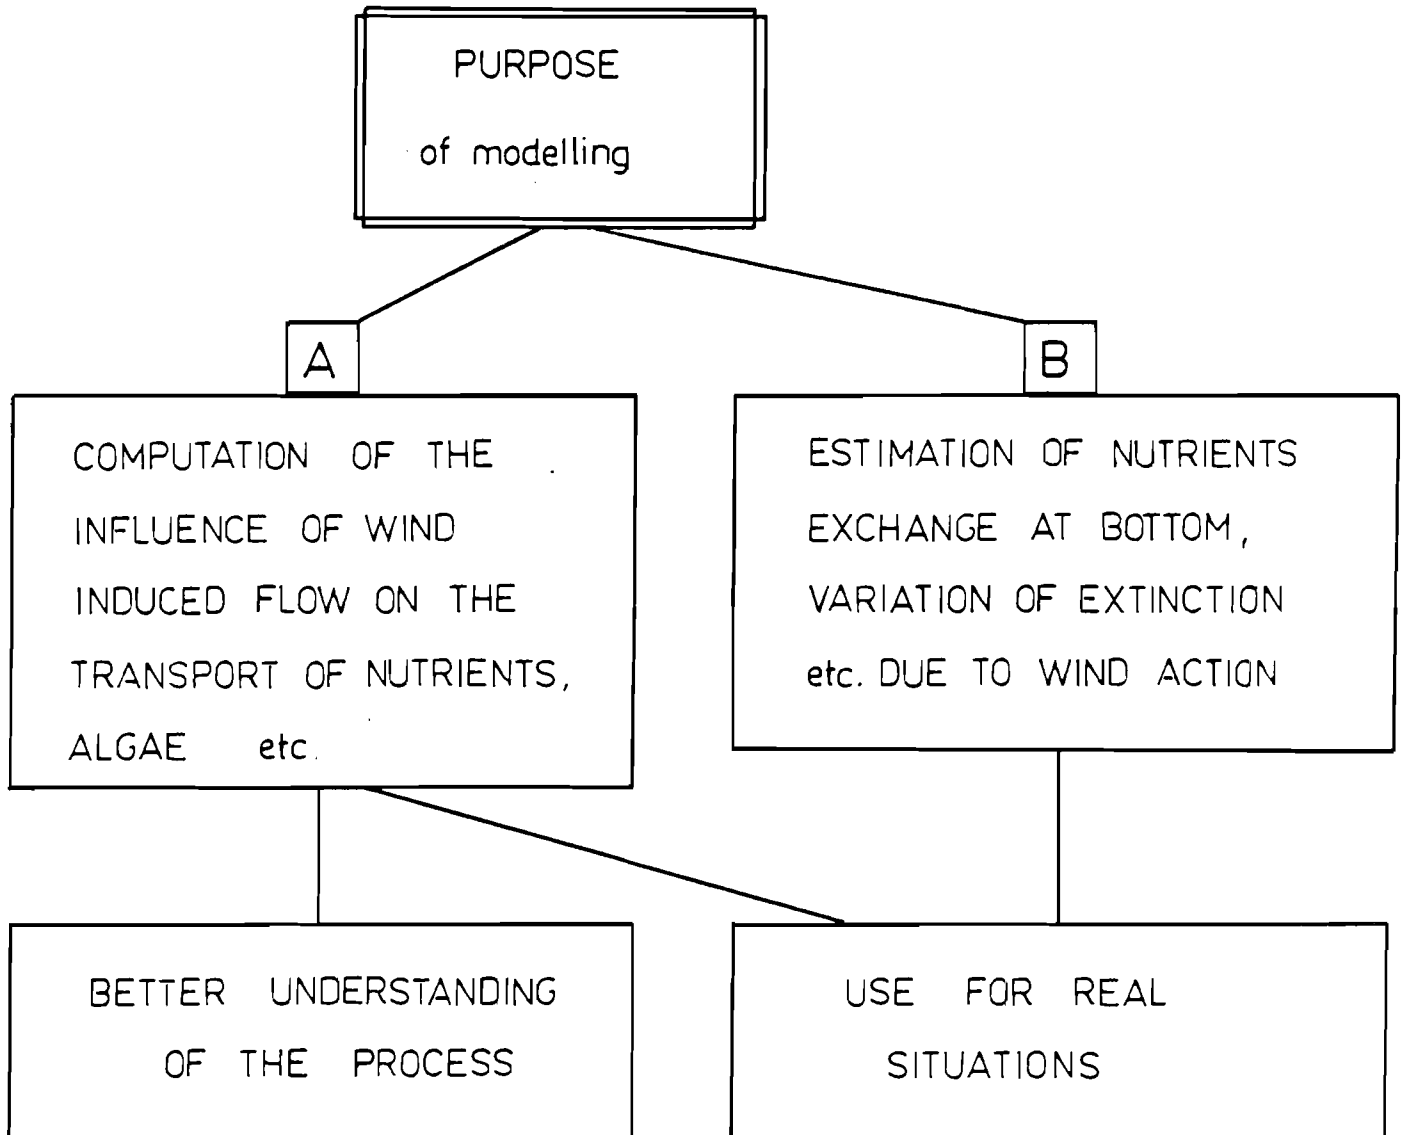 PURPOSE
of modelling
A
COMPUTATION OF THE
INFLUENCE OF WIND
INDUCED FLOW ON THE
TRANSPORT OF NUTRIENTS,
ALGAE etc.
B
ESTIMATION OF NUTRIENTS
EXCHANGE AT BOTTOM,
VARIATION OF EXTINCTION
etc. DUE TO WIND ACTION
BETTER UNDERSTANDING
OF THE PROCESS
USE FOR REAL
SITUATIONS